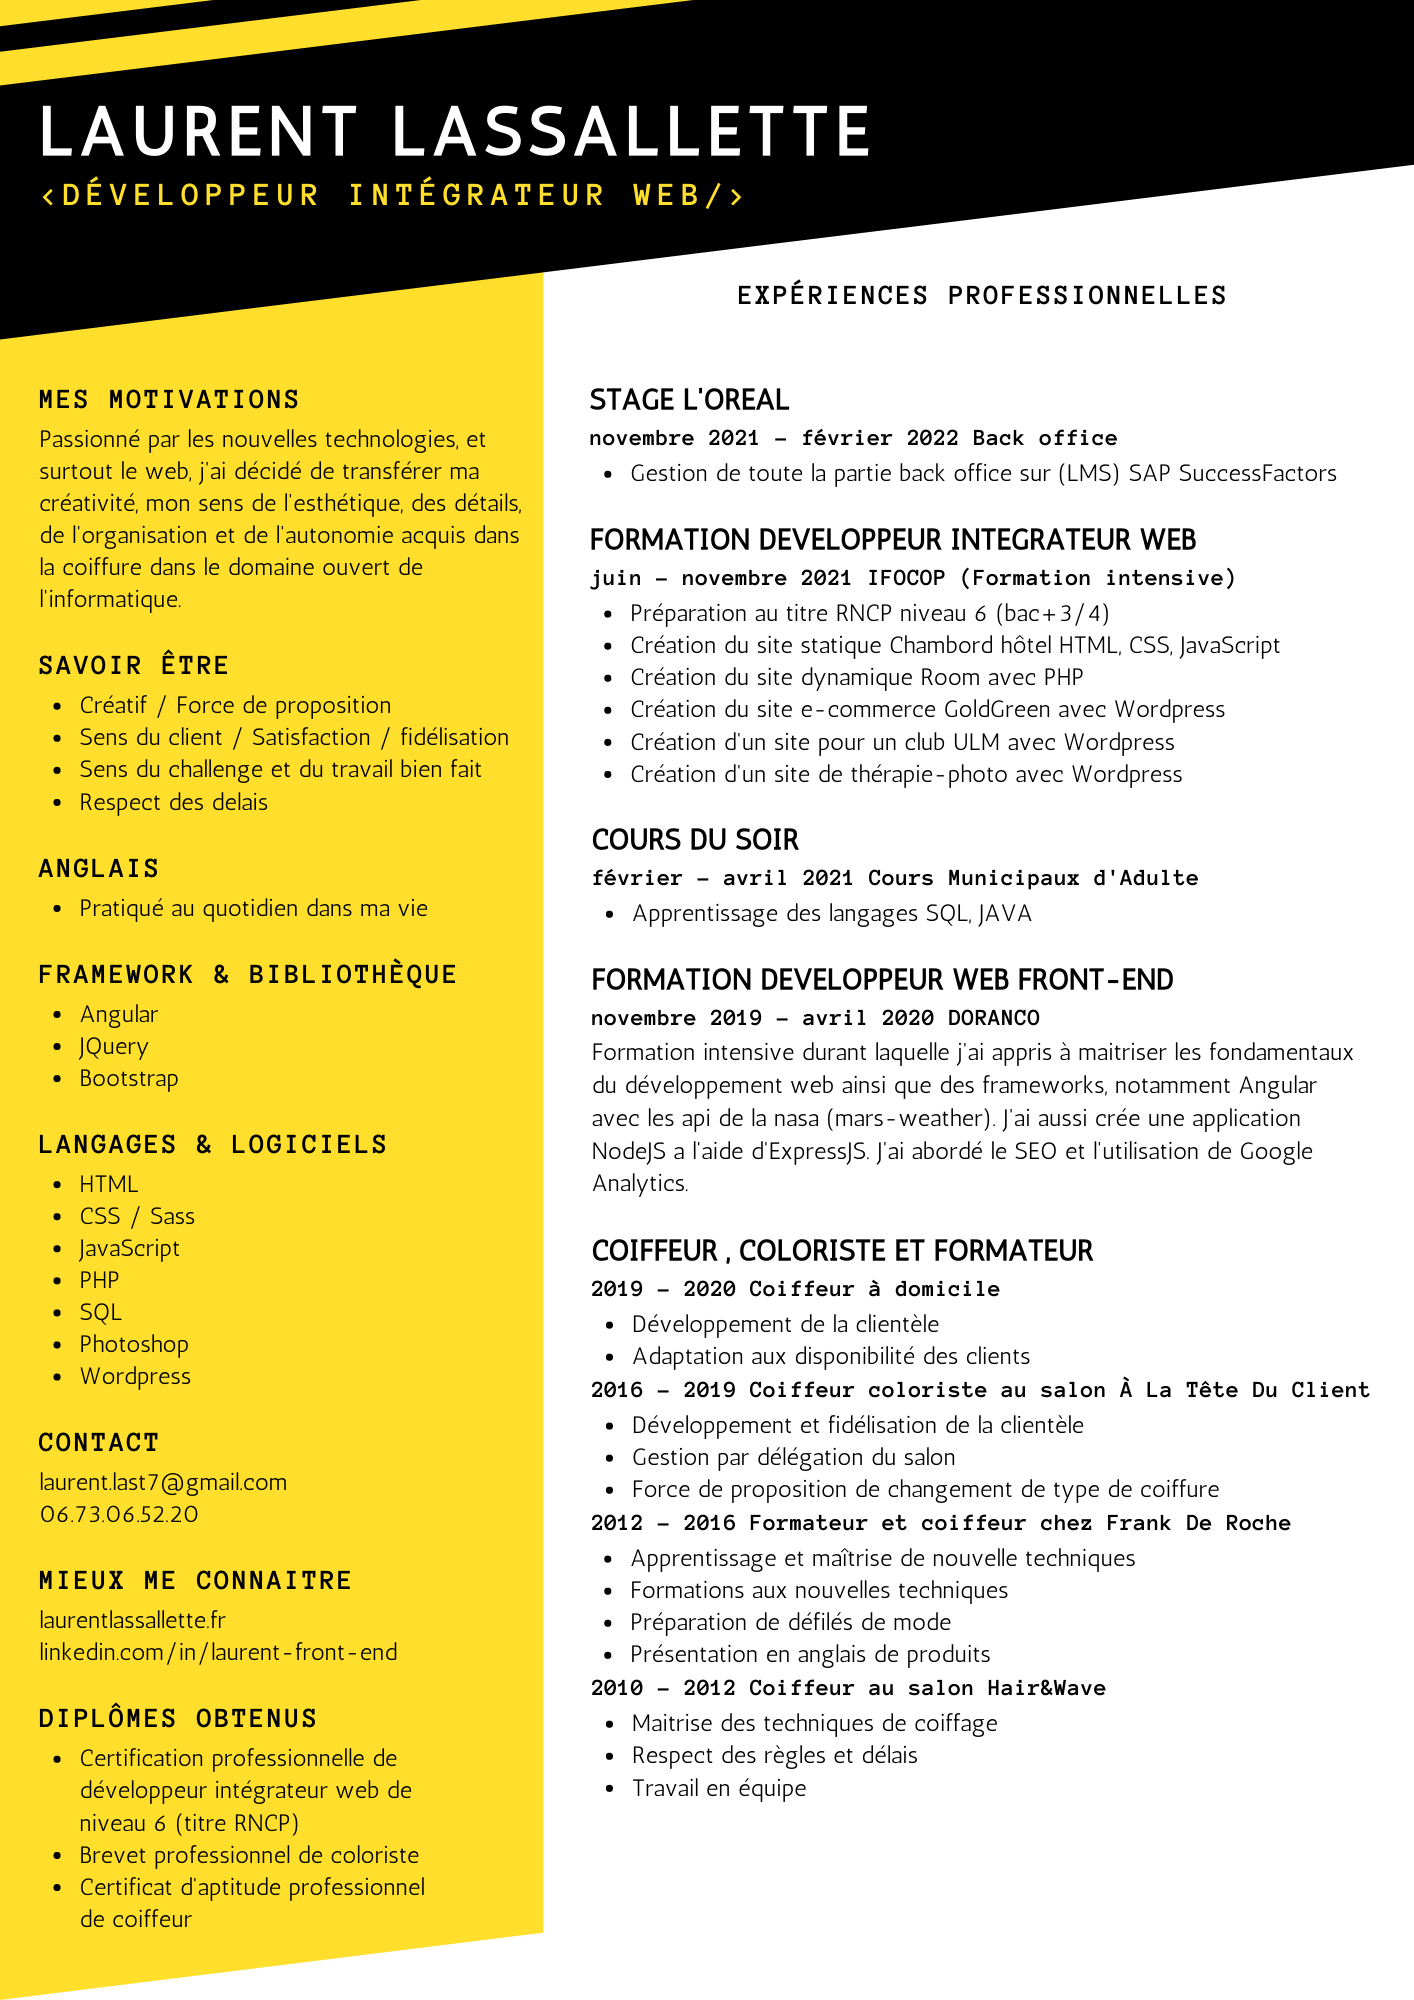 LAURENT LASSALLETTE
<DÉVELOPPEUR INTÉGRATEUR WEB/>
MES MOTIVATIONS
Passionné par les nouvelles technologies, et
surtout le web, j'ai décidé de transférer ma
créativité, mon sens de l'esthétique, des détails,
de l'organisation et de l'autonomie acquis dans
la coiffure dans le domaine ouvert de
l'informatique.
SAVOIR ÊTRE
• Créatif / Force de proposition
• Sens du client / Satisfaction / fidélisation
• Sens du challenge et du travail bien fait
• Respect des delais
ANGLAIS
• Pratiqué au quotidien dans ma vie
FRAMEWORK & BIBLIOTHÈQUE
• Angular
• JQuery
• Bootstrap
LANGAGES & LOGICIELS
• HTML
• CSS / Sass
• JavaScript
• PHP
• SQL
• Photoshop
• Wordpress
CONTACT
laurent.last7@gmail.com
06.73.06.52.20
MIEUX ME CONNAITRE
laurentlassallette.fr
linkedin.com/in/laurent-front-end
DIPLÔMES OBTENUS
• Certification professionnelle de
développeur intégrateur web de
niveau 6 (titre RNCP)
• Brevet professionnel de coloriste
• Certificat d'aptitude professionnel
de coiffeur
EXPÉRIENCES PROFESSIONNELLES
STAGE L'OREAL
novembre 2021 - février 2022 Back office
• Gestion de toute la partie back office sur (LMS) SAP SuccessFactors
FORMATION DEVELOPPEUR INTEGRATEUR WEB
juin - novembre 2021 IFOCOP (Formation intensive)
• Préparation au titre RNCP niveau 6 (bac+3/4)
• Création du site statique Chambord hôtel HTML, CSS, JavaScript
• Création du site dynamique Room avec PHP
• Création du site e-commerce GoldGreen avec Wordpress
• Création d'un site pour un club ULM avec Wordpress
• Création d'un site de thérapie-photo avec Wordpress
COURS DU SOIR
février - avril 2021 Cours Municipaux d'Adulte
• Apprentissage des langages SQL, JAVA
FORMATION DEVELOPPEUR WEB FRONT-END
novembre 2019 - avril 2020 DORANCO
Formation intensive durant laquelle j'ai appris à maitriser les fondamentaux
du développement web ainsi que des frameworks, notamment Angular
avec les api de la nasa (mars-weather). J'ai aussi crée une application
NodeJS a l'aide d'ExpressJS. J'ai abordé le SEO et l'utilisation de Google
Analytics.
COIFFEUR , COLORISTE ET FORMATEUR
2019 - 2020 Coiffeur à domicile
• Développement de la clientèle
• Adaptation aux disponibilité des clients
2016 - 2019 Coiffeur coloriste au salon À La Tête Du Client
• Développement et fidélisation de la clientèle
• Gestion par délégation du salon
• Force de proposition de changement de type de coiffure
2012 - 2016 Formateur et coiffeur chez Frank De Roche
• Apprentissage et maîtrise de nouvelle techniques
• Formations aux nouvelles techniques
• Préparation de défilés de mode
• Présentation en anglais de produits
2010 - 2012 Coiffeur au salon Hair&Wave
• Maitrise des techniques de coiffage
• Respect des règles et délais
• Travail en équipe